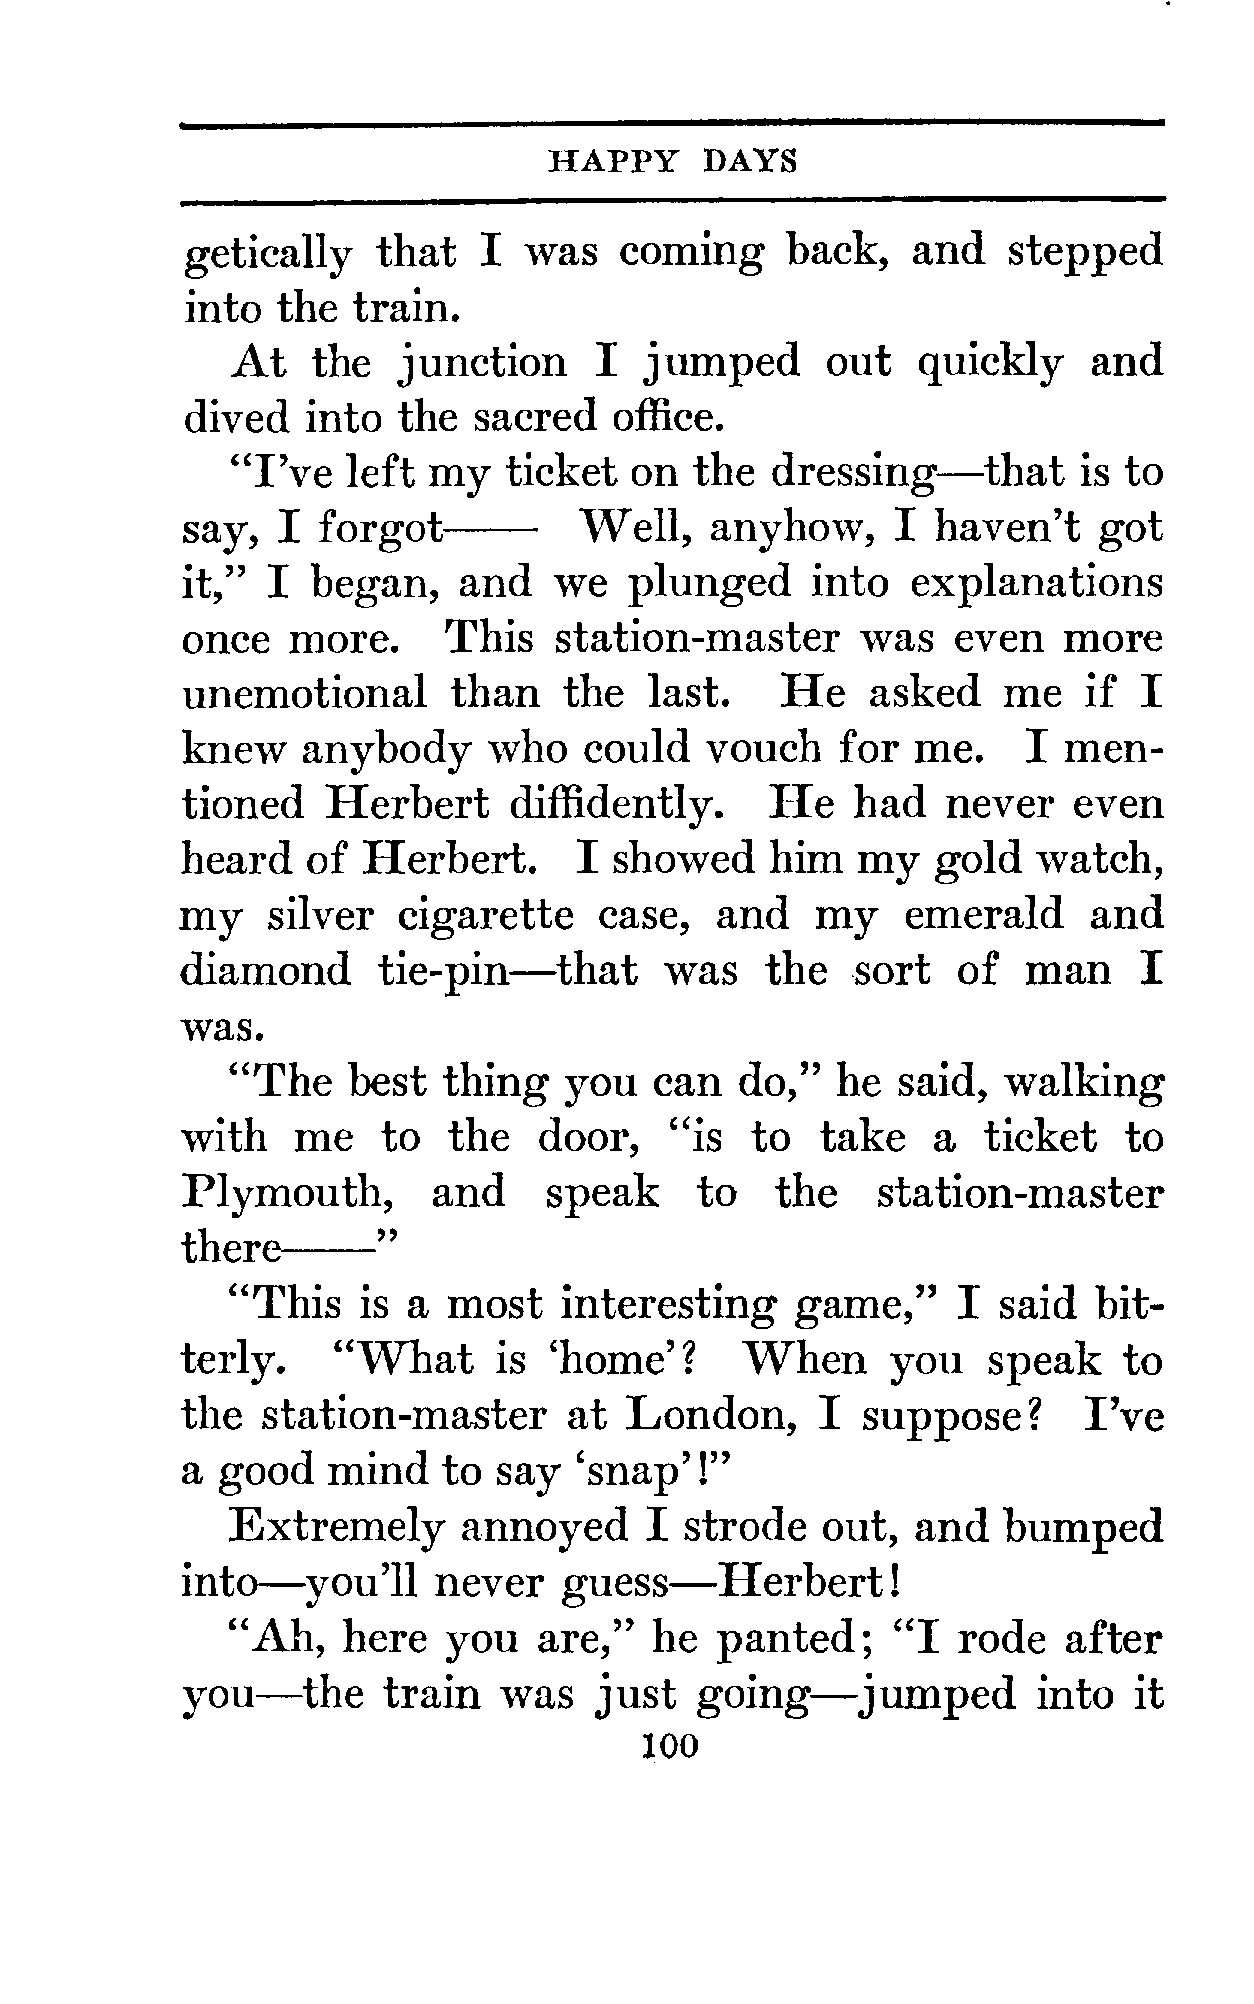 HAPPY DAYS
getically that I was coming back, and stepped
into the train.
At the junction I jumped out quickly and
dived into the sacred office.
“I’ve left my ticket on the dressing—that is to
say, I forgot—— Well, anyhow, I haven’t got
it,” I began, and we plunged into explanations
once more. This station-master was even more
unemotional than the last. He asked me if I
knew anybody who could vouch for me. I men-
tioned Herbert diffidently. He had never even
heard of Herbert. I showed him my gold watch,
my silver cigarette case, and my emerald and
diamond tie-pin—that was the sort of man I
was.
“The best thing you can do,” he said, walking
with me to the door, “is to take a ticket to
Plymouth, and speak to the station-master
there——”
“This is a most interesting game,” I said bit-
terly. “What is ‘home’? When you speak to
the station-master at London, I suppose? I’ve
a good mind to say ‘snap’!”
Extremely annoyed I strode out, and bumped
into—you’ll never guess—Herbert!
“Ah, here you are,” he panted; “I rode after
you—the train was just going—jumped into it
100